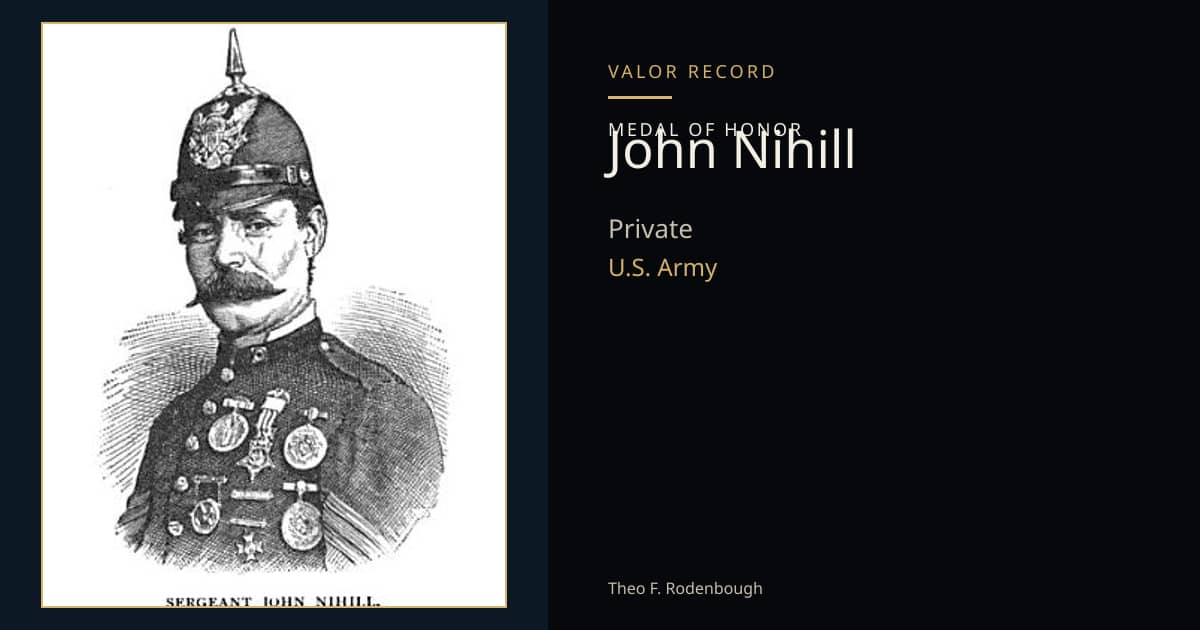 VALOR RECORD
MEDAL OF HONOR
John Nihill
Private
U.S. Army
SERGEANT JOHN NIHILL.
Theo F. Rodenbough